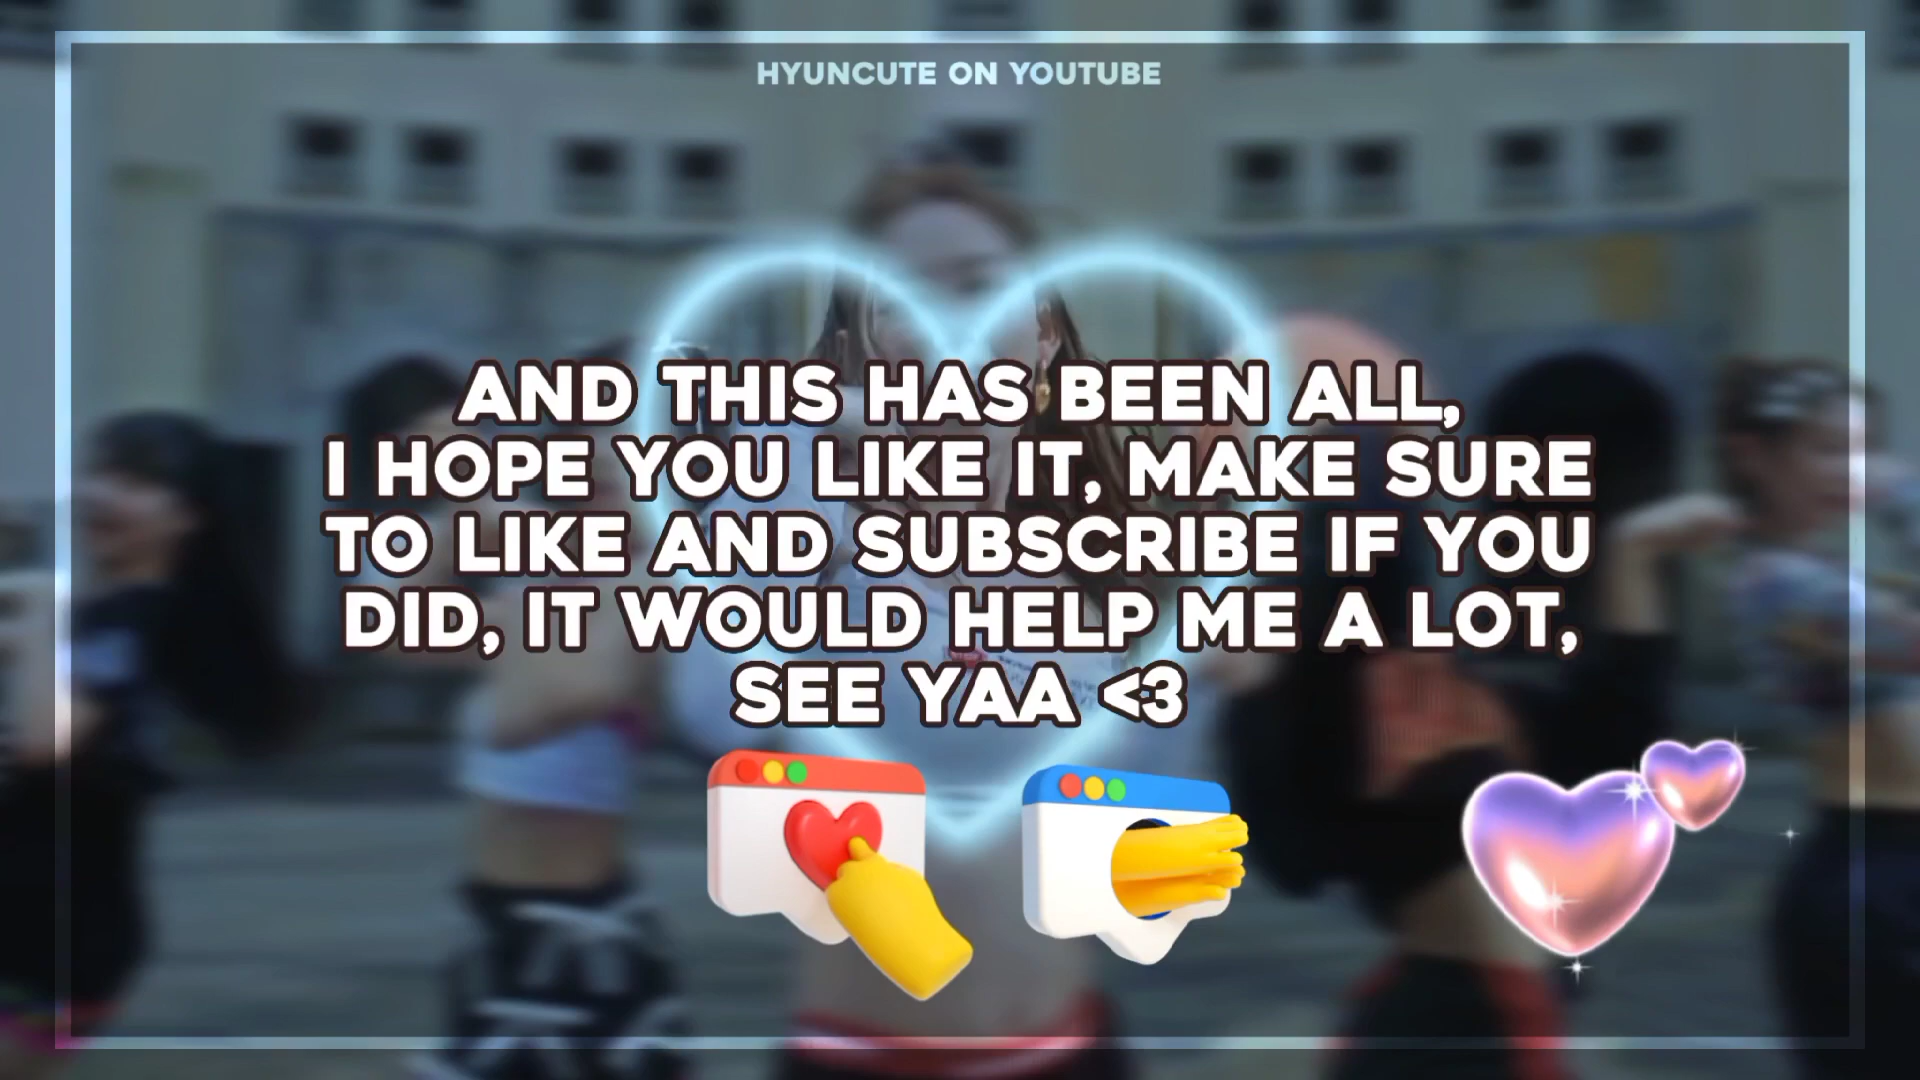 HYUNCUTE ON YOUTUBE
AND THIS HAS BEEN ALL,
I HOPE YOU LIKE IT, MAKE SURE
TO LIKE AND SUBSCRIBE IF YOU
DID, IT WOULD HELP ME A LOT,
SEE YAA <3